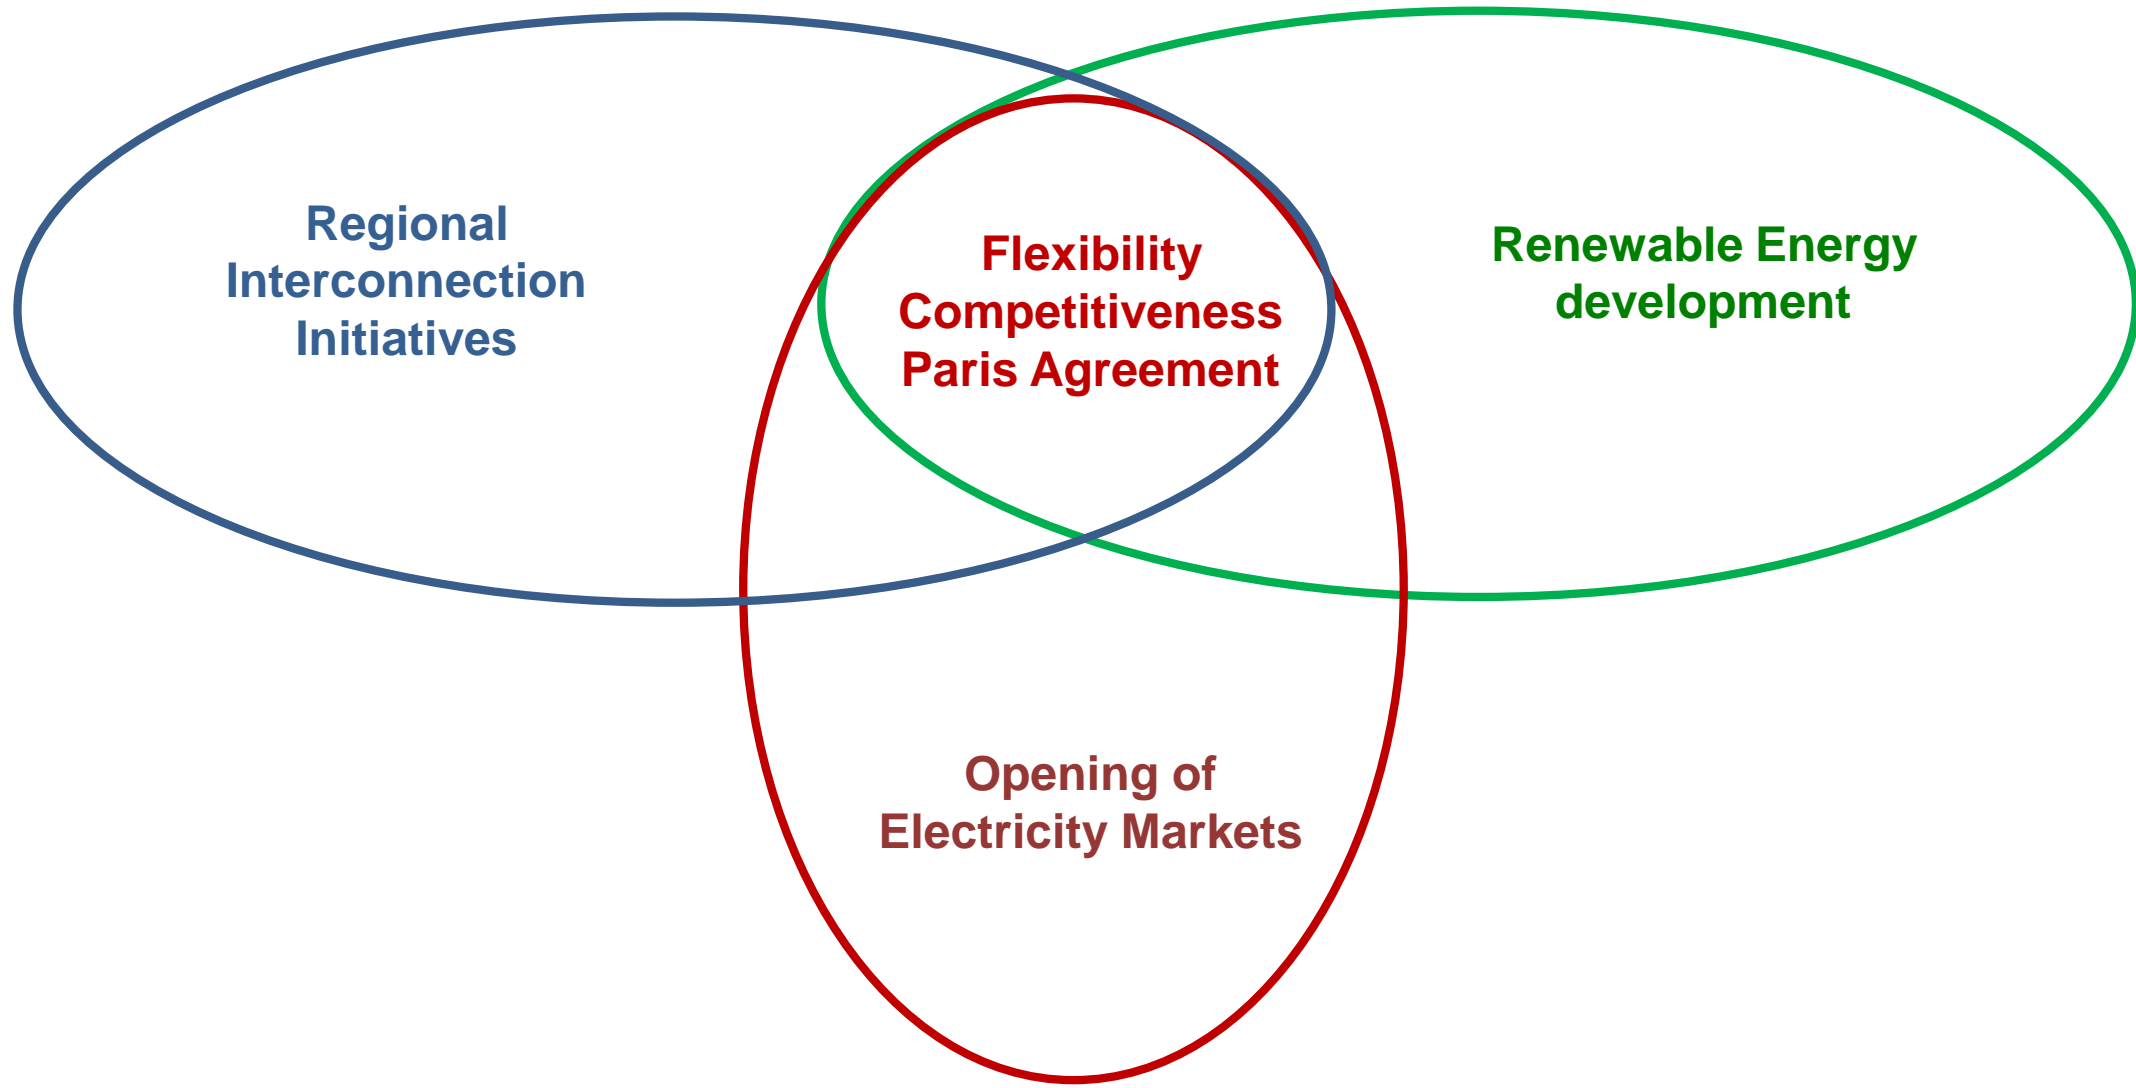 Regional
Interconnection
Initiatives
Flexibility
Competitiveness
Paris Agreement
Renewable Energy
development
Opening of
Electricity Markets